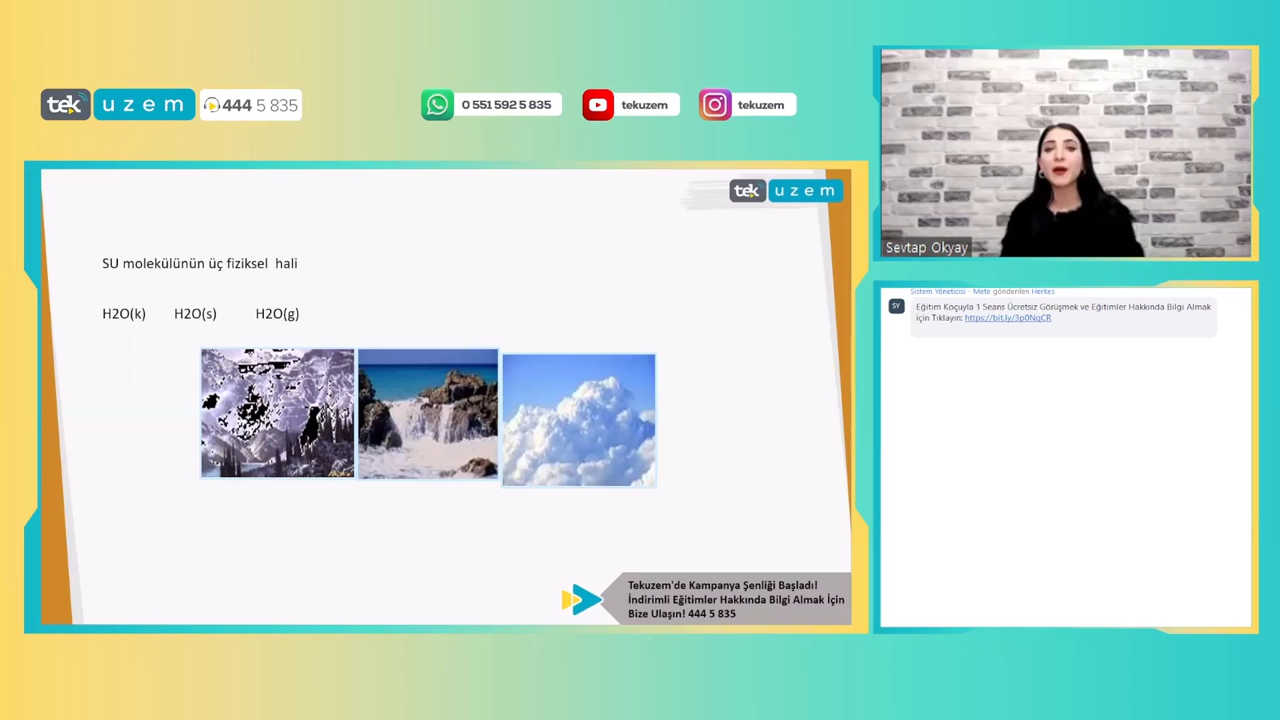 tek uzem 444 5 835
0 551 592 5 835
tekuzem
tekuzem
tek uzem
SU molekülünün üç fiziksel hali
H2O(k) H2O(s) H2O(g)
Tekuzem'de Kampanya Şenliği Başladı!
İndirimli Eğitimler Hakkında Bilgi Almak İçin
Bize Ulaşın! 444 5 835
Sevtap Okyay
Sistem Yöneticisi - Mete gönderilen Herkes
SY
Eğitim Koçuyla 1 Seans Ücretsiz Görüşmek ve Eğitimler Hakkında Bilgi Almak
için Tıklayın: https://bit.ly/3p0NqCR